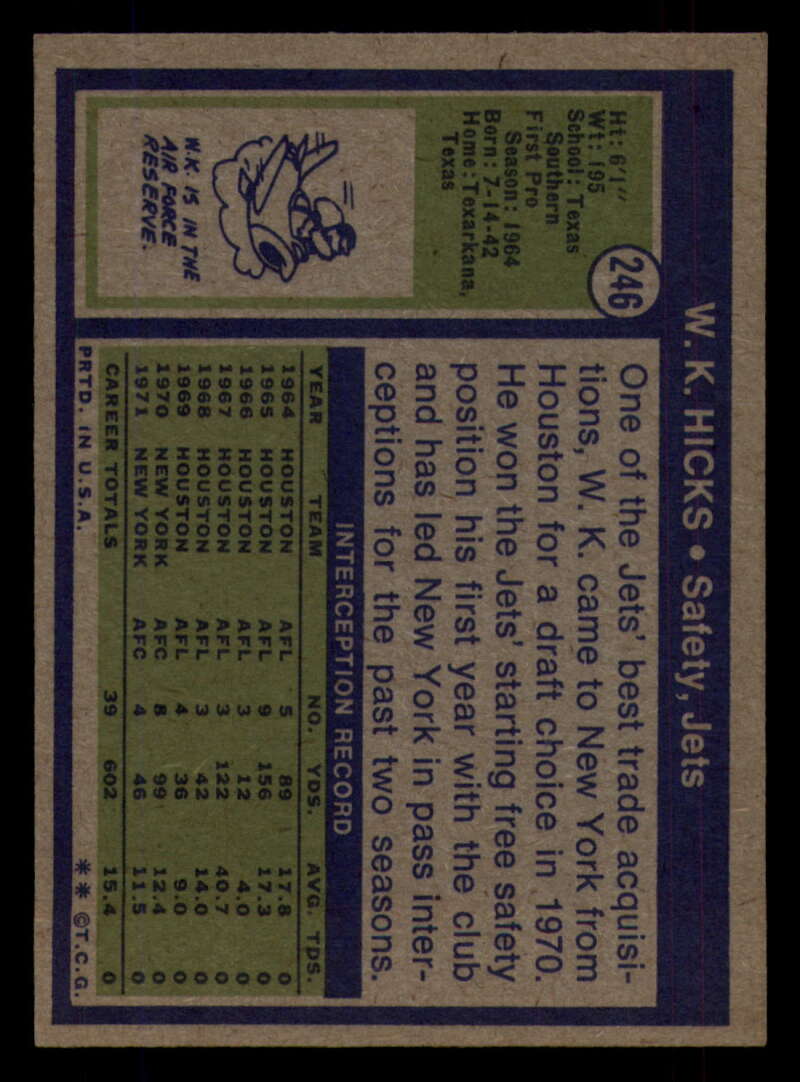 W. K. HICKS • Safety, Jets
246
Ht: 6'1"
Wt: 195
School: Texas
Southern
First Pro
Season: 1964
Born: 7-14-42
Home: Texarkana,
Texas
W.K. IS IN THE
AIR FORCE
RESERVE.
One of the Jets' best trade acquisi-
tions, W. K. came to New York from
Houston for a draft choice in 1970.
He won the Jets' starting free safety
position his first year with the club
and has led New York in pass inter-
ceptions for the past two seasons.
INTERCEPTION RECORD
YEAR TEAM NO. YDS. AVG. TDS.
1964 HOUSTON AFL 5 89 17.8 0
1965 HOUSTON AFL 9 156 17.3 0
1966 HOUSTON AFL 3 12 4.0 0
1967 HOUSTON AFL 3 122 40.7 0
1968 HOUSTON AFL 3 42 14.0 0
1969 HOUSTON AFL 4 36 9.0 0
1970 NEW YORK AFC 8 99 12.4 0
1971 NEW YORK AFC 4 46 11.5 0
CAREER TOTALS 39 602 15.4 0
PRTD. IN U.S.A. ** ©T.C.G.